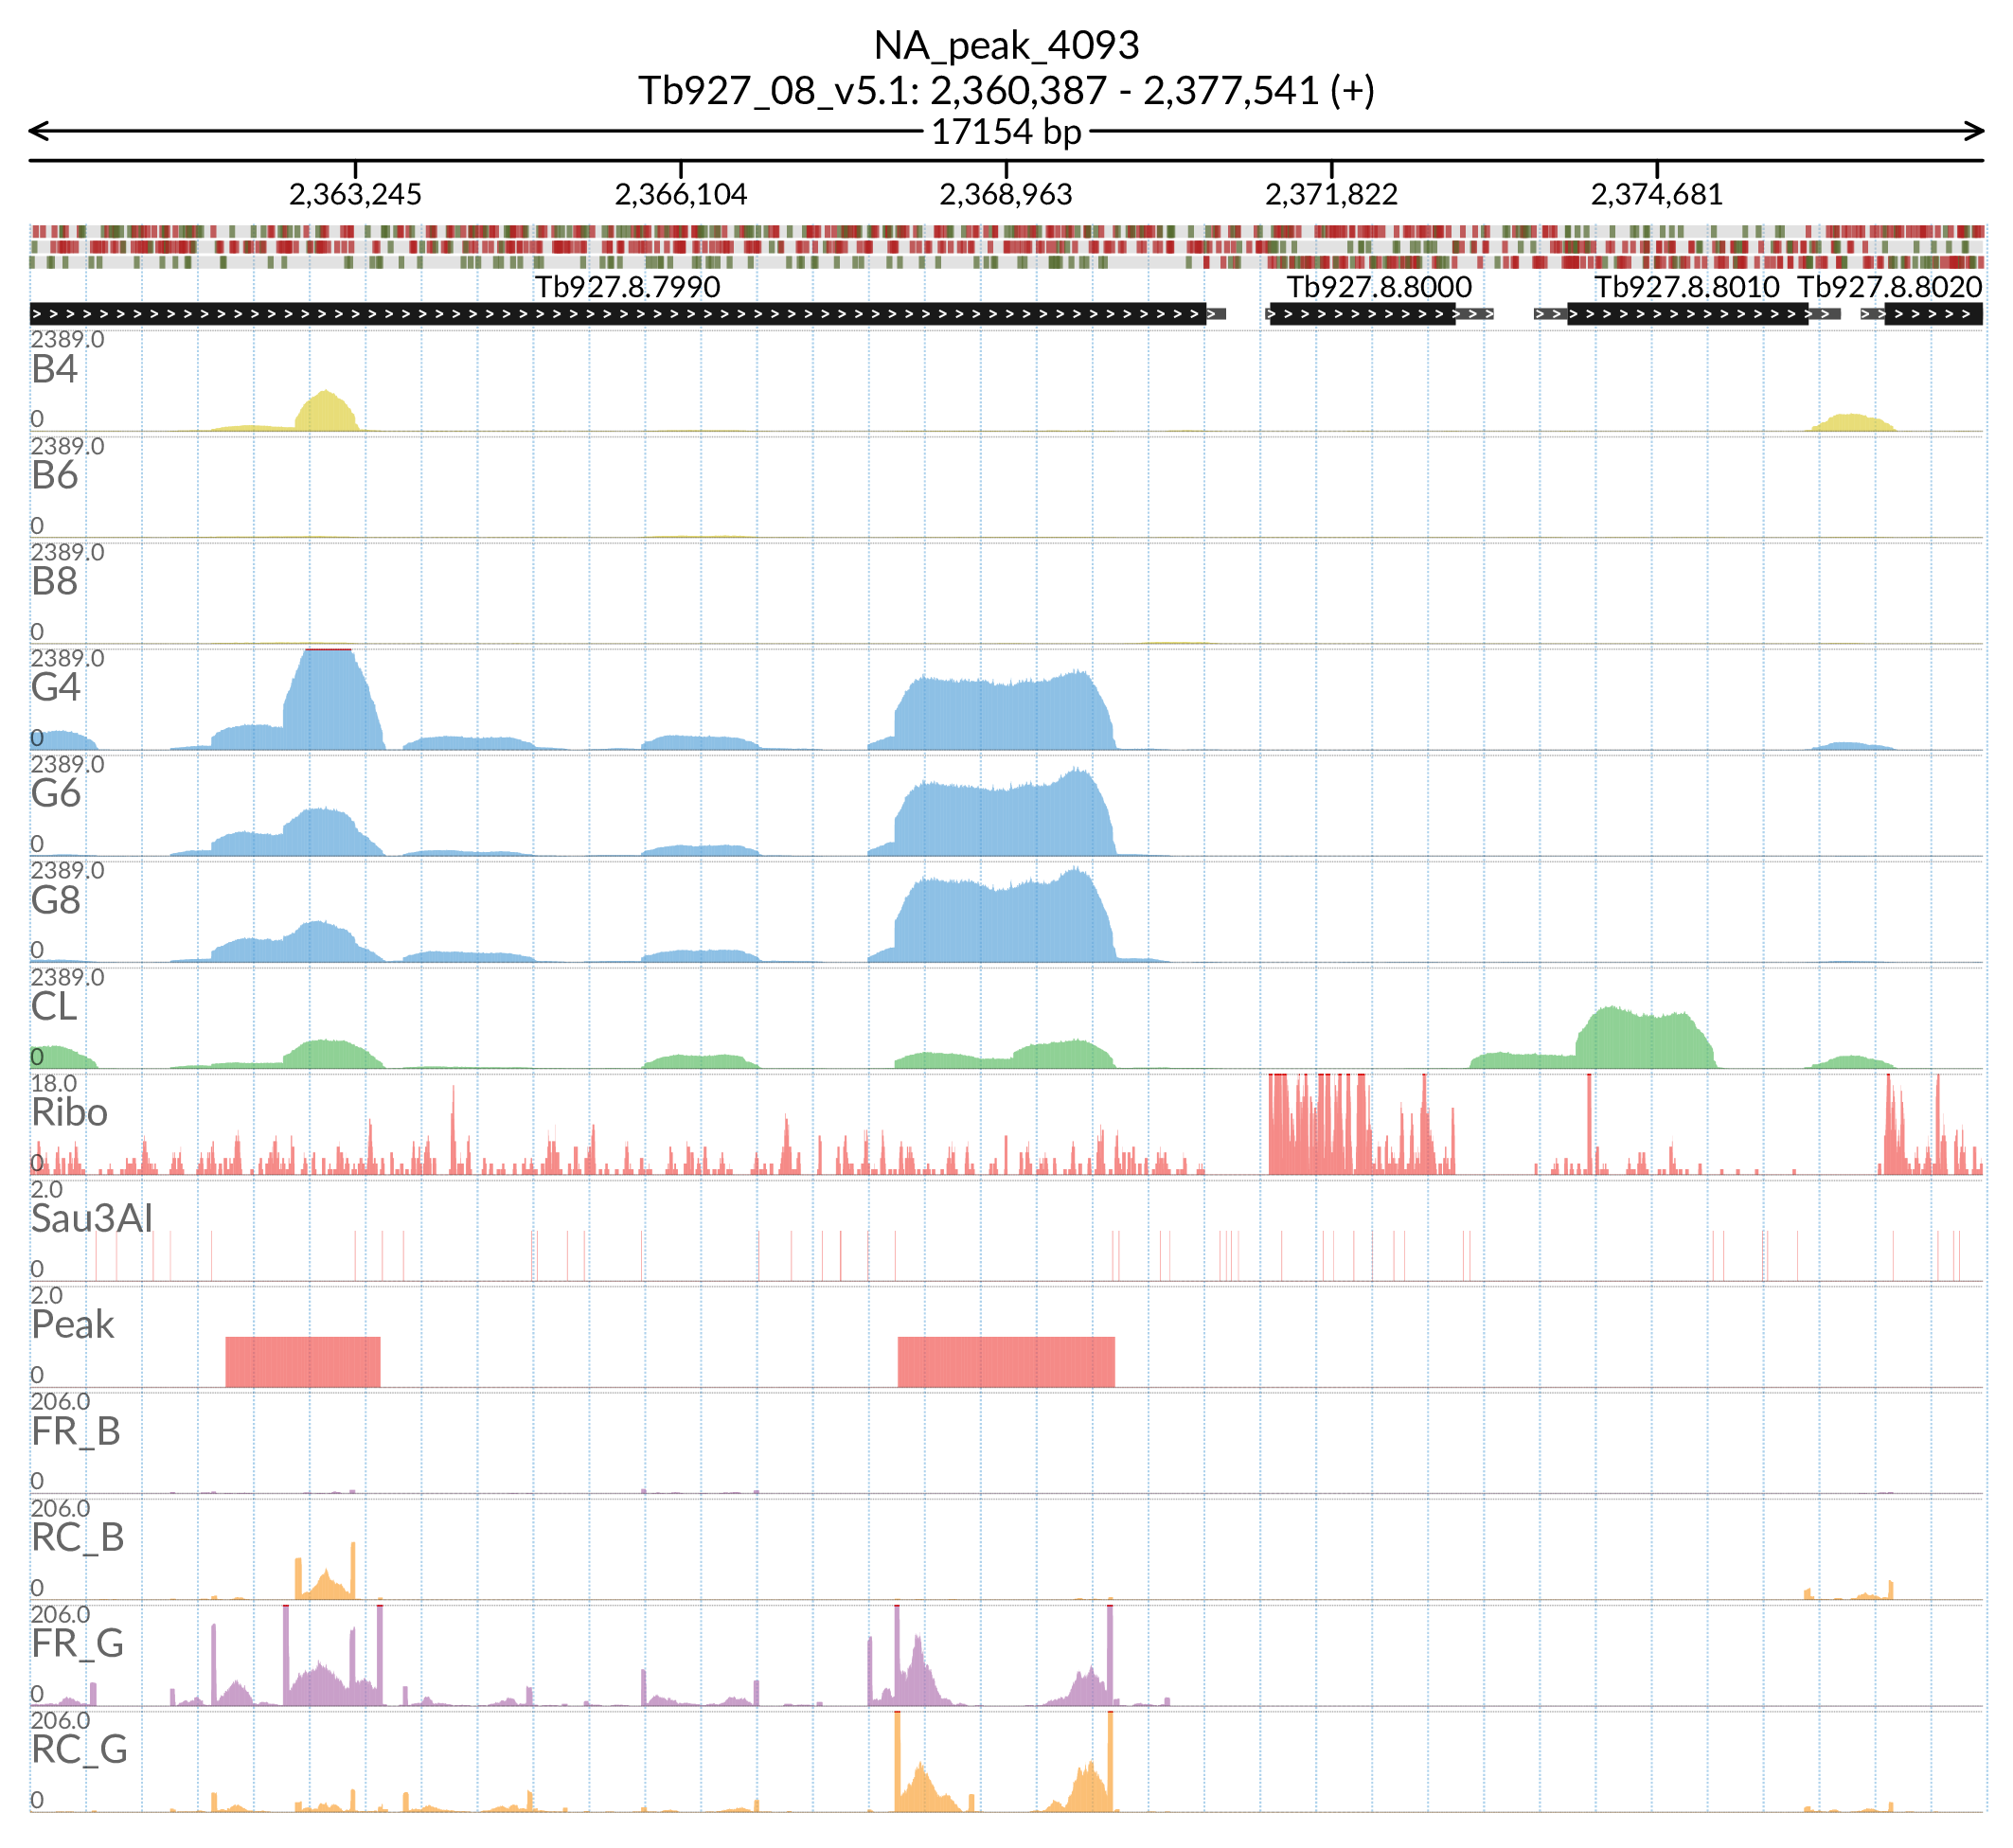 NA_peak_4093
Tb927_08_v5.1: 2,360,387 - 2,377,541 (+)
17154 bp
2,363,245 2,366,104 2,368,963 2,371,822 2,374,681
Tb927.8.7990 Tb927.8.8000 Tb927.8.8010 Tb927.8.8020
2389.0
B4
0
2389.0
B6
0
2389.0
B8
0
2389.0
G4
0
2389.0
G6
0
2389.0
G8
0
2389.0
CL
0
18.0
Ribo
0
2.0
Sau3AI
0
2.0
Peak
0
206.0
FR_B
0
206.0
RC_B
0
206.0
FR_G
0
206.0
RC_G
0